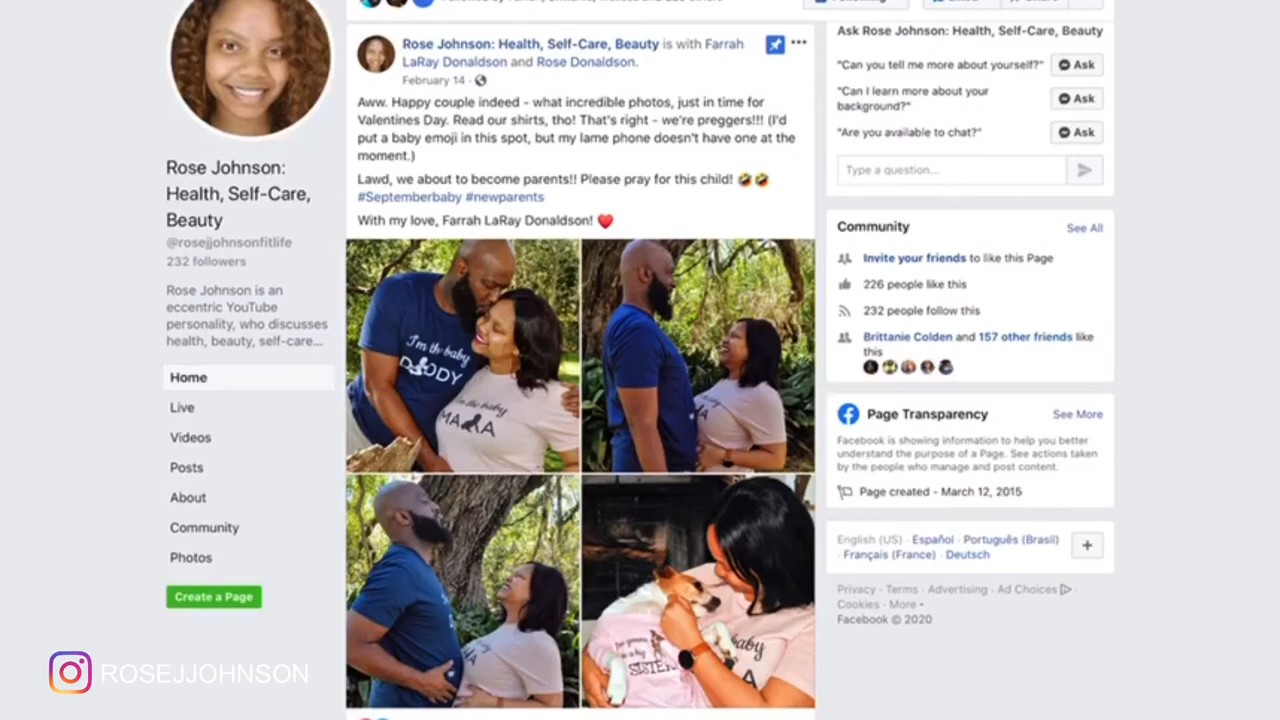 Rose Johnson: Health, Self-Care, Beauty is with Farrah
LaRay Donaldson and Rose Donaldson.
February 14 ·
Aww. Happy couple indeed - what incredible photos, just in time for
Valentines Day. Read our shirts, tho! That's right - we're preggers!!! (I'd
put a baby emoji in this spot, but my lame phone doesn't have one at the
moment.)
Lawd, we about to become parents!! Please pray for this child! 🤣🤣
#Septemberbaby #newparents
With my love, Farrah LaRay Donaldson! ❤️
I'm the baby
DADDY
I'm the baby
MAMA
MA
baby
SISTER
Rose Johnson:
Health, Self-Care,
Beauty
@rosejjohnsonfitlife
232 followers
Rose Johnson is an
eccentric YouTube
personality, who discusses
health, beauty, self-care...
Home
Live
Videos
Posts
About
Community
Photos
Create a Page
ROSEJJOHNSON
Ask Rose Johnson: Health, Self-Care, Beauty
"Can you tell me more about yourself?" Ask
"Can I learn more about your
background?" Ask
"Are you available to chat?" Ask
Type a question...
Community See All
Invite your friends to like this Page
226 people like this
232 people follow this
Brittanie Colden and 157 other friends like
this
Page Transparency See More
Facebook is showing information to help you better
understand the purpose of a Page. See actions taken
by the people who manage and post content.
Page created - March 12, 2015
English (US) · Español · Português (Brasil)
· Français (France) · Deutsch
Privacy · Terms · Advertising · Ad Choices ·
Cookies · More
Facebook © 2020